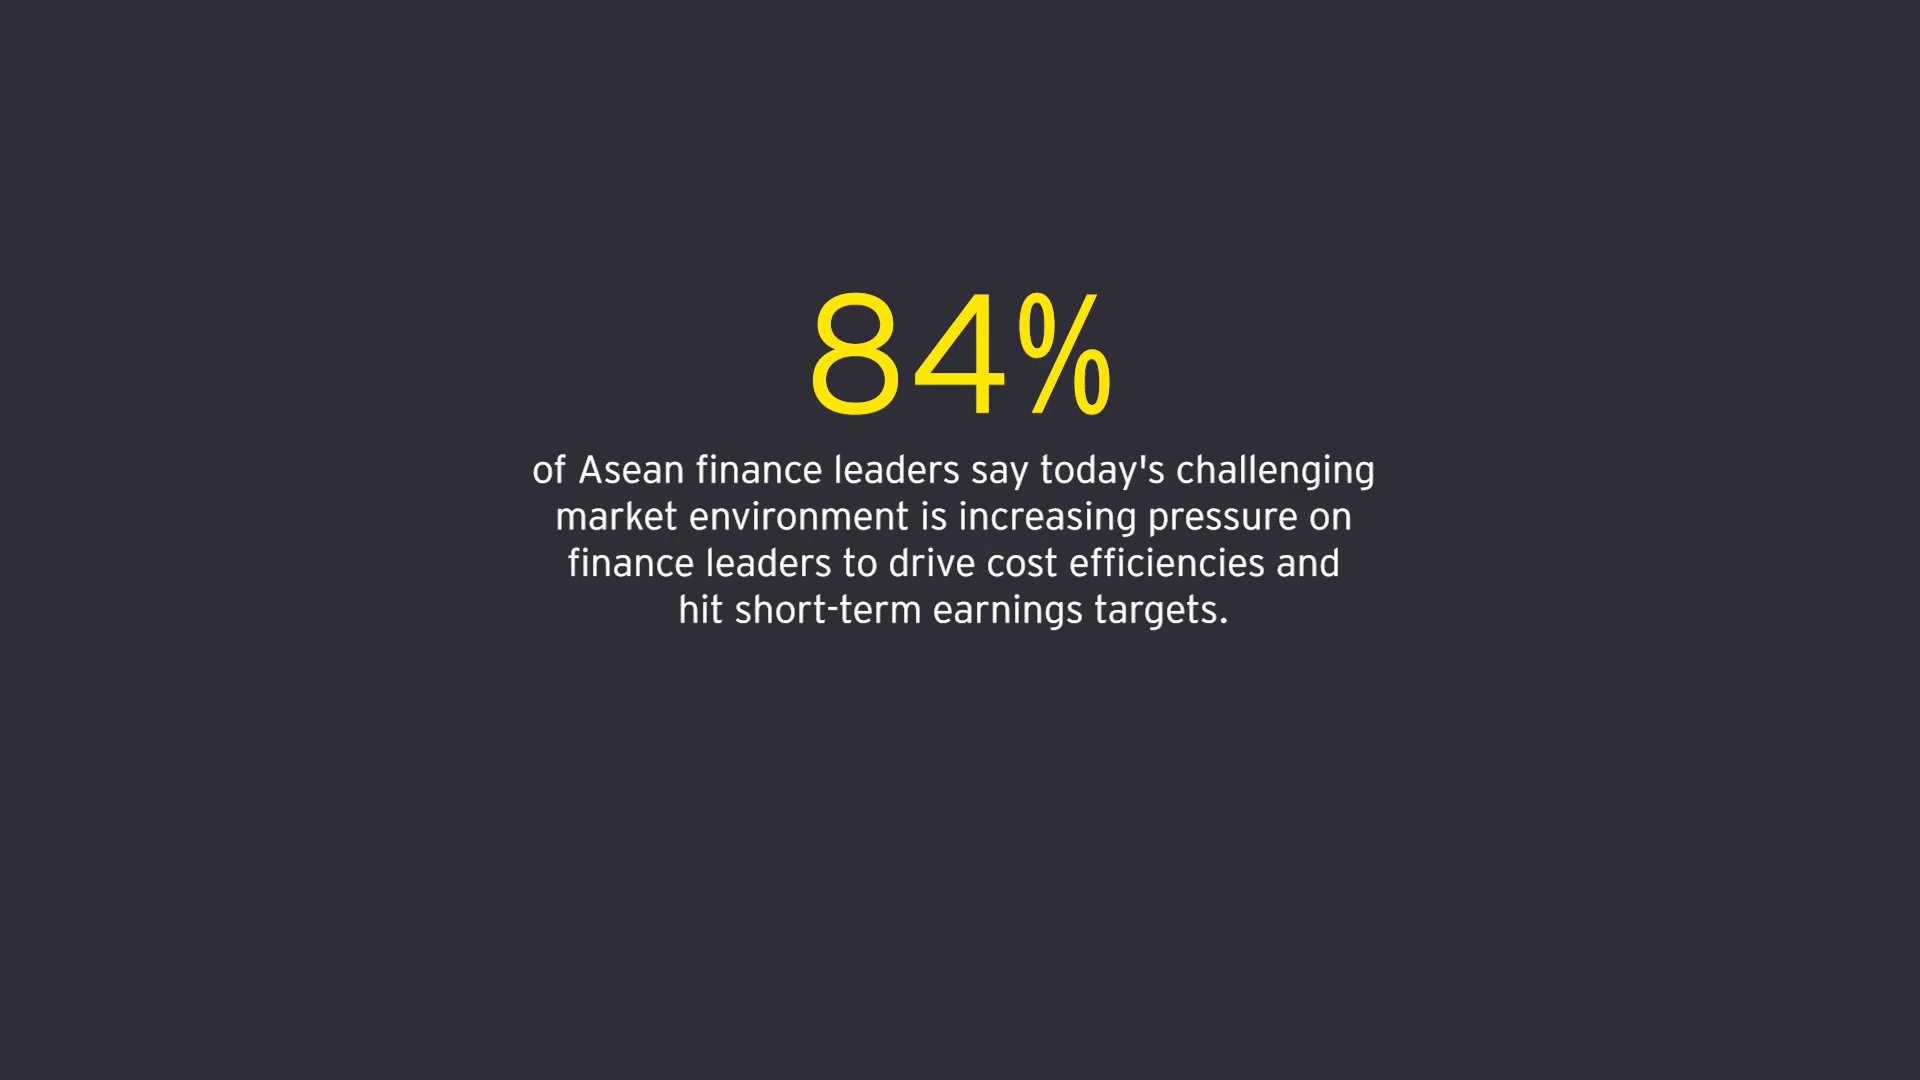 84%
of Asean finance leaders say today's challenging
market environment is increasing pressure on
finance leaders to drive cost efficiencies and
hit short-term earnings targets.